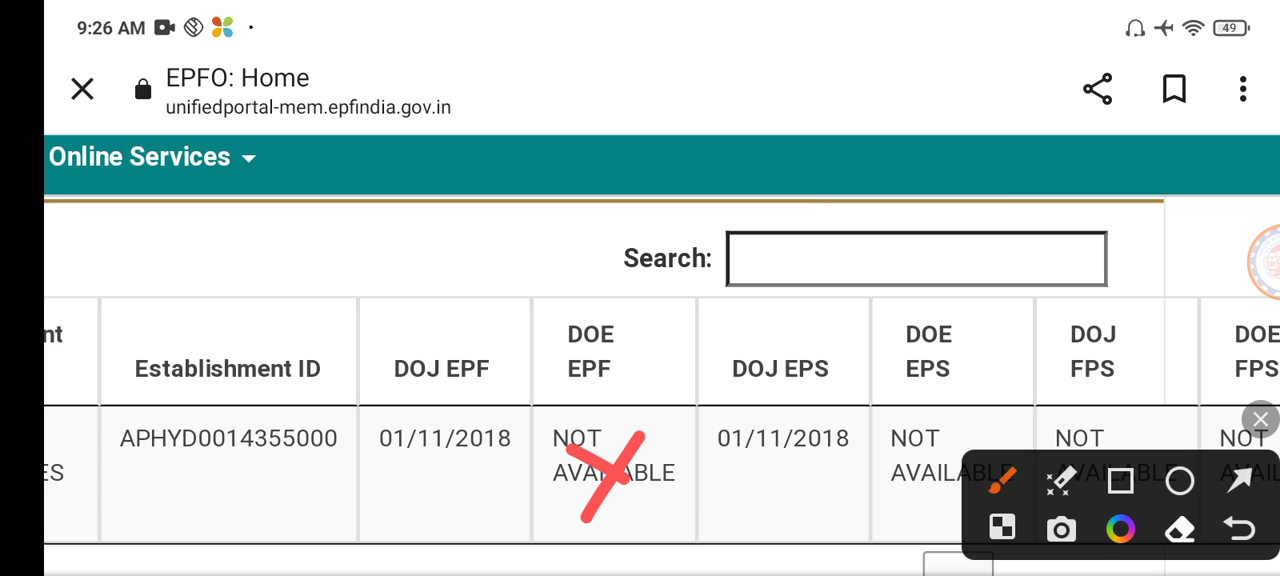 9:26 AM
49
EPFO: Home
unifiedportal-mem.epfindia.gov.in
Online Services
Search:
nt
Establishment ID
DOJ EPF
DOE
EPF
DOJ EPS
DOE
EPS
DOJ
FPS
DOE
FPS
ES
APHYD0014355000
01/11/2018
NOT
AVAILABLE
01/11/2018
NOT
AVAILABLE
NOT
AVAILABLE
NOT
AVAIL